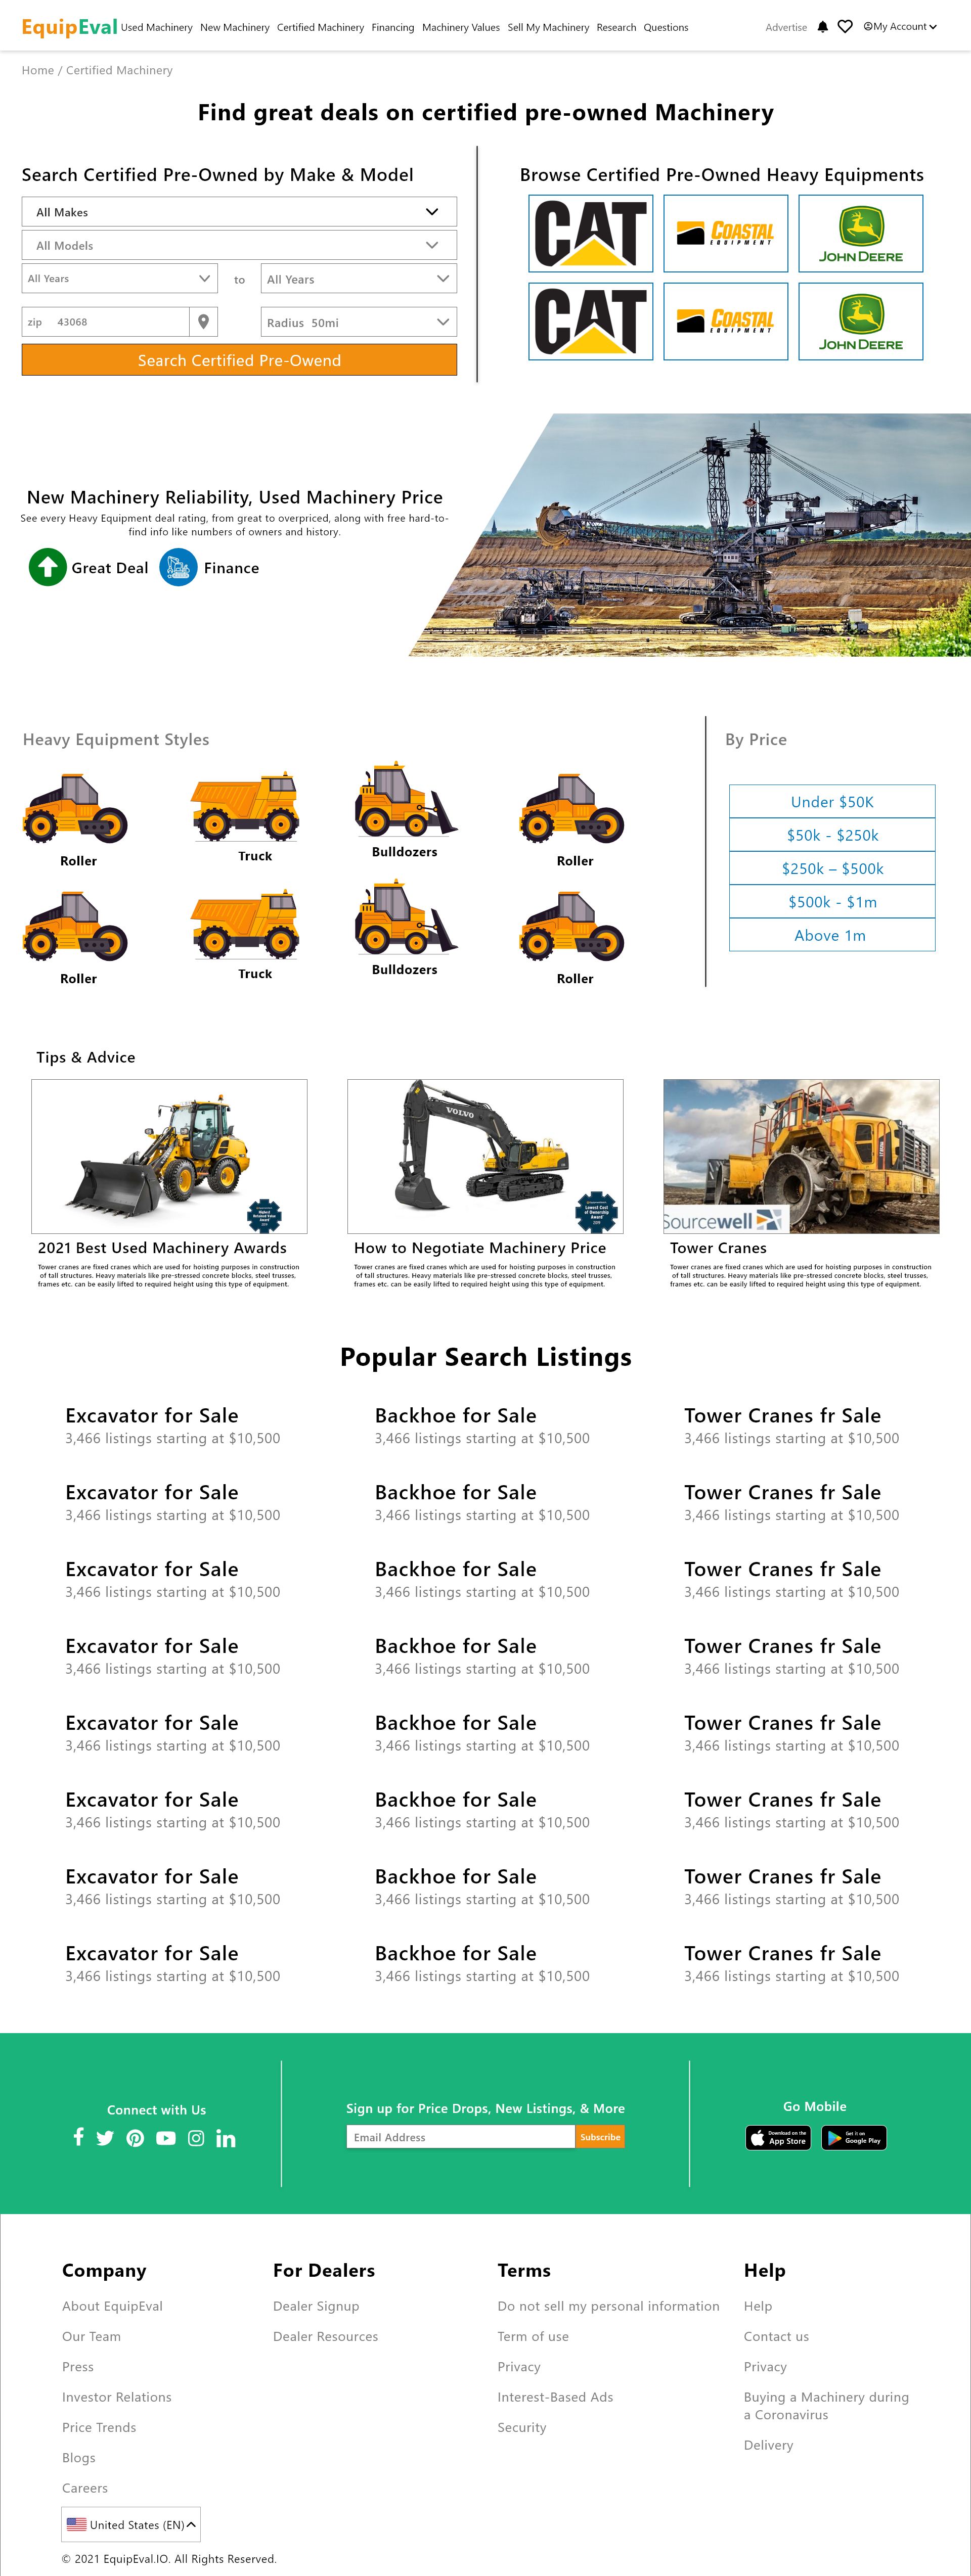 EquipEval Used Machinery New Machinery Certified Machinery Financing Machinery Values Sell My Machinery Research Questions Advertise My Account
Home / Certified Machinery
Find great deals on certified pre-owned Machinery
Search Certified Pre-Owned by Make & Model
All Makes
All Models
All Years to All Years
zip 43068 Radius 50mi
Search Certified Pre-Owend
Browse Certified Pre-Owned Heavy Equipments
CAT COASTAL EQUIPMENT JOHN DEERE
CAT COASTAL EQUIPMENT JOHN DEERE
New Machinery Reliability, Used Machinery Price
See every Heavy Equipment deal rating, from great to overpriced, along with free hard-to-
find info like numbers of owners and history.
Great Deal Finance
Heavy Equipment Styles
Roller Truck Bulldozers Roller
Roller Truck Bulldozers Roller
By Price
Under $50K
$50k - $250k
$250k – $500k
$500k - $1m
Above 1m
Tips & Advice
Highest
Retained Value
Award
2021 Best Used Machinery Awards
Tower cranes are fixed cranes which are used for hoisting purposes in construction
of tall structures. Heavy materials like pre-stressed concrete blocks, steel trusses,
frames etc. can be easily lifted to required height using this type of equipment.
VOLVO
Lowest Cost
of Ownership
Award
How to Negotiate Machinery Price
Tower cranes are fixed cranes which are used for hoisting purposes in construction
of tall structures. Heavy materials like pre-stressed concrete blocks, steel trusses,
frames etc. can be easily lifted to required height using this type of equipment.
Sourcewell
Tower Cranes
Tower cranes are fixed cranes which are used for hoisting purposes in construction
of tall structures. Heavy materials like pre-stressed concrete blocks, steel trusses,
frames etc. can be easily lifted to required height using this type of equipment.
Popular Search Listings
Excavator for Sale Backhoe for Sale Tower Cranes fr Sale
3,466 listings starting at $10,500 3,466 listings starting at $10,500 3,466 listings starting at $10,500
Excavator for Sale Backhoe for Sale Tower Cranes fr Sale
3,466 listings starting at $10,500 3,466 listings starting at $10,500 3,466 listings starting at $10,500
Excavator for Sale Backhoe for Sale Tower Cranes fr Sale
3,466 listings starting at $10,500 3,466 listings starting at $10,500 3,466 listings starting at $10,500
Excavator for Sale Backhoe for Sale Tower Cranes fr Sale
3,466 listings starting at $10,500 3,466 listings starting at $10,500 3,466 listings starting at $10,500
Excavator for Sale Backhoe for Sale Tower Cranes fr Sale
3,466 listings starting at $10,500 3,466 listings starting at $10,500 3,466 listings starting at $10,500
Excavator for Sale Backhoe for Sale Tower Cranes fr Sale
3,466 listings starting at $10,500 3,466 listings starting at $10,500 3,466 listings starting at $10,500
Excavator for Sale Backhoe for Sale Tower Cranes fr Sale
3,466 listings starting at $10,500 3,466 listings starting at $10,500 3,466 listings starting at $10,500
Excavator for Sale Backhoe for Sale Tower Cranes fr Sale
3,466 listings starting at $10,500 3,466 listings starting at $10,500 3,466 listings starting at $10,500
Connect with Us
Sign up for Price Drops, New Listings, & More
Email Address Subscribe
Go Mobile
Download on the
App Store
Get it on
Google Play
Company
About EquipEval
Our Team
Press
Investor Relations
Price Trends
Blogs
Careers
For Dealers
Dealer Signup
Dealer Resources
Terms
Do not sell my personal information
Term of use
Privacy
Interest-Based Ads
Security
Help
Help
Contact us
Privacy
Buying a Machinery during
a Coronavirus
Delivery
United States (EN)
© 2021 EquipEval.IO. All Rights Reserved.